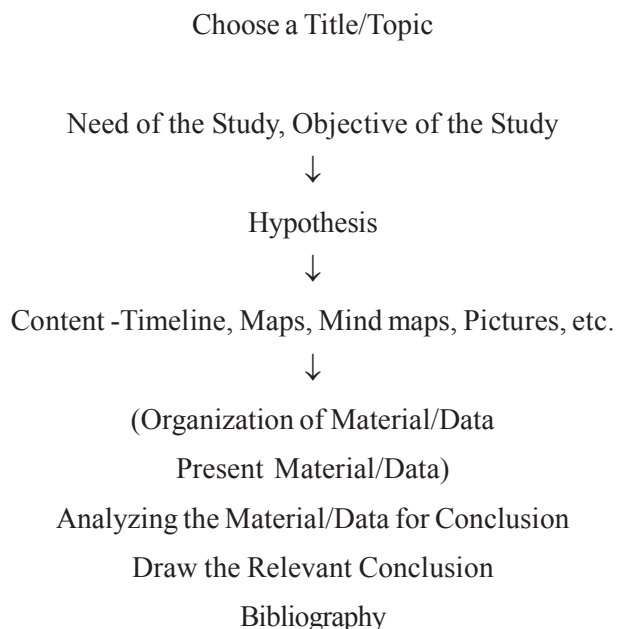 Choose a Title/Topic
Need of the Study, Objective of the Study
↓
Hypothesis
↓
Content -Timeline, Maps, Mind maps, Pictures, etc.
↓
(Organization of Material/Data
Present Material/Data)
Analyzing the Material/Data for Conclusion
Draw the Relevant Conclusion
Bibliography